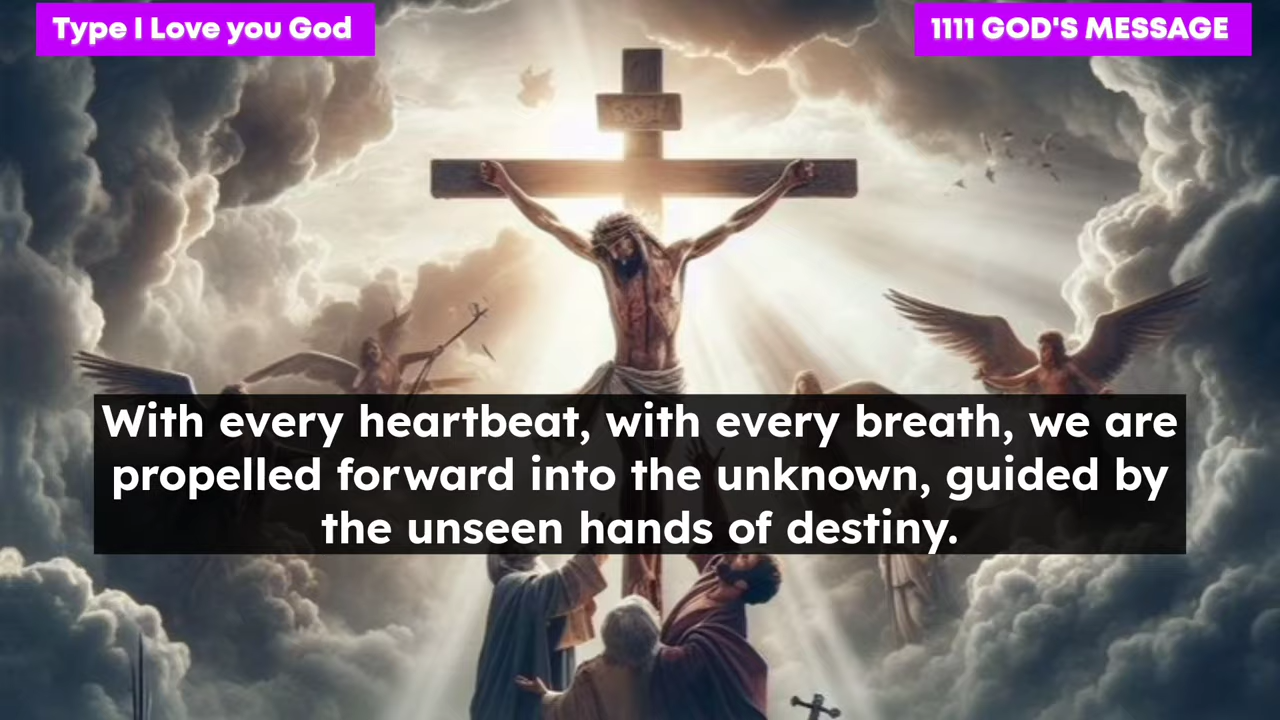 Type I Love you God
1111 GOD'S MESSAGE
With every heartbeat, with every breath, we are
propelled forward into the unknown, guided by
the unseen hands of destiny.